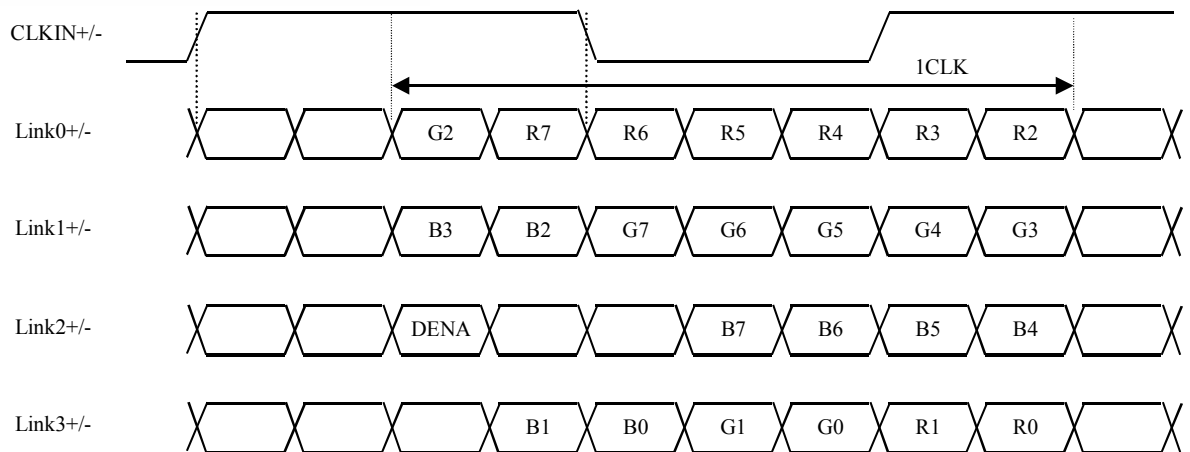 CLKIN+/-
1CLK
Link0+/- G2 R7 R6 R5 R4 R3 R2
Link1+/- B3 B2 G7 G6 G5 G4 G3
Link2+/- DENA B7 B6 B5 B4
Link3+/- B1 B0 G1 G0 R1 R0